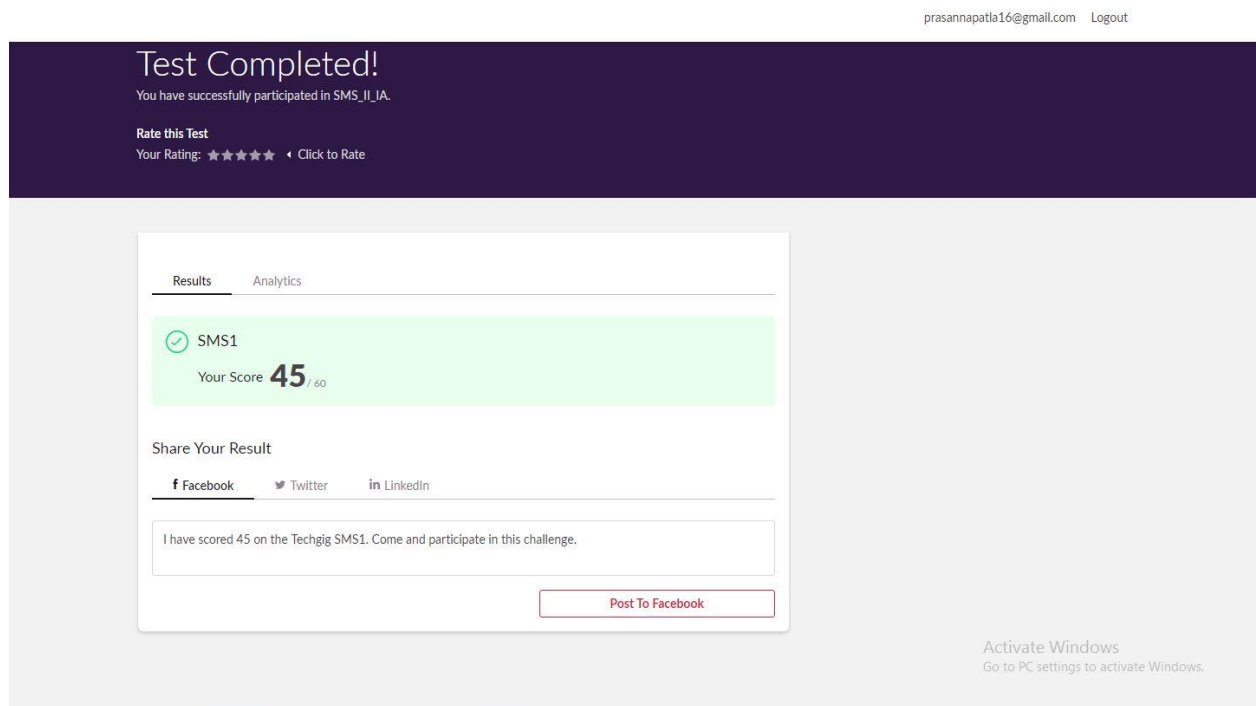 prasannapatla16@gmail.com Logout
Test Completed!
You have successfully participated in SMS_II_IA.
Rate this Test
Your Rating: Click to Rate
Results Analytics
SMS1
Your Score 45 / 60
Share Your Result
f Facebook Twitter in LinkedIn
I have scored 45 on the Techgig SMS1. Come and participate in this challenge.
Post To Facebook
Activate Windows
Go to PC settings to activate Windows.